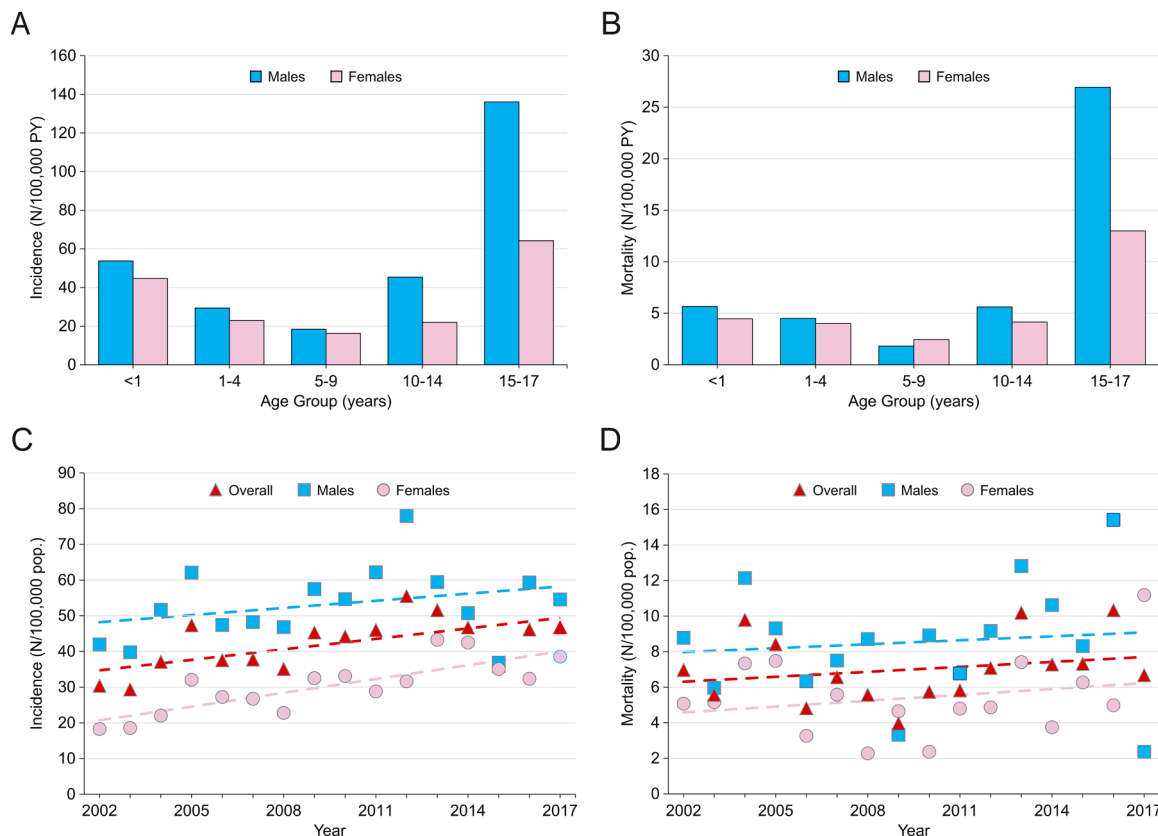 A
160
140
120
100
80
60
40
20
0
Incidence (N/100,000 PY)
Males Females
<1 1-4 5-9 10-14 15-17
Age Group (years)
B
30
25
20
15
10
5
0
Mortality (N/100,000 PY)
Males Females
<1 1-4 5-9 10-14 15-17
Age Group (years)
C
90
80
70
60
50
40
30
20
10
0
Incidence (N/100,000 pop.)
Overall Males Females
2002 2005 2008 2011 2014 2017
Year
D
18
16
14
12
10
8
6
4
2
0
Mortality (N/100,000 pop.)
Overall Males Females
2002 2005 2008 2011 2014 2017
Year